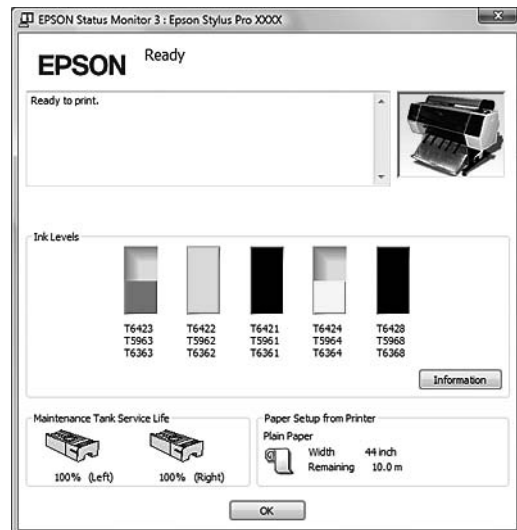 EPSON Status Monitor 3 : Epson Stylus Pro XXXX
EPSON
Ready
Ready to print.
Ink Levels
T6423 T6422 T6421 T6424 T6428
T5963 T5962 T5961 T5964 T5968
T6363 T6362 T6361 T6364 T6368
Information
Maintenance Tank Service Life
100% (Left) 100% (Right)
Paper Setup from Printer
Plain Paper
Width 44 inch
Remaining 10.0 m
OK